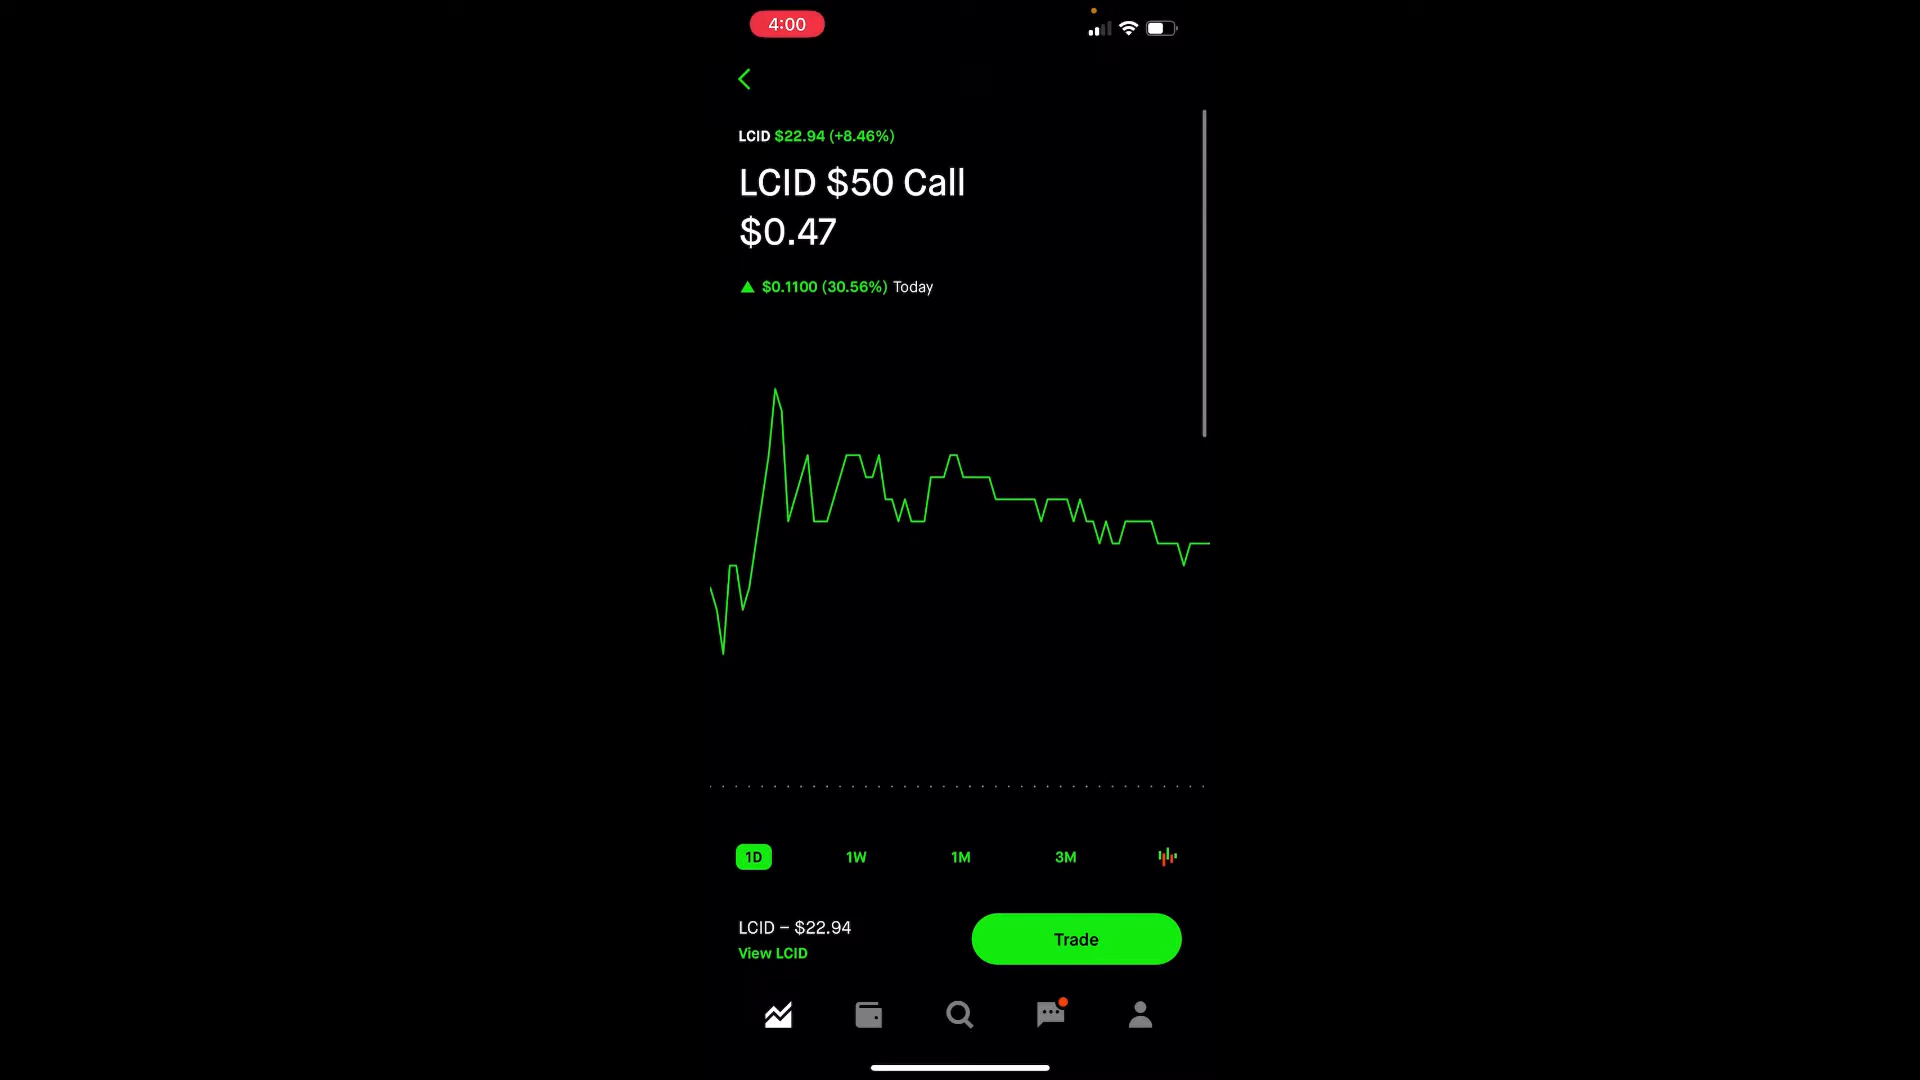 4:00
LCID $22.94 (+8.46%)
LCID $50 Call
$0.47
▲ $0.1100 (30.56%) Today
1D 1W 1M 3M
LCID – $22.94
View LCID
Trade